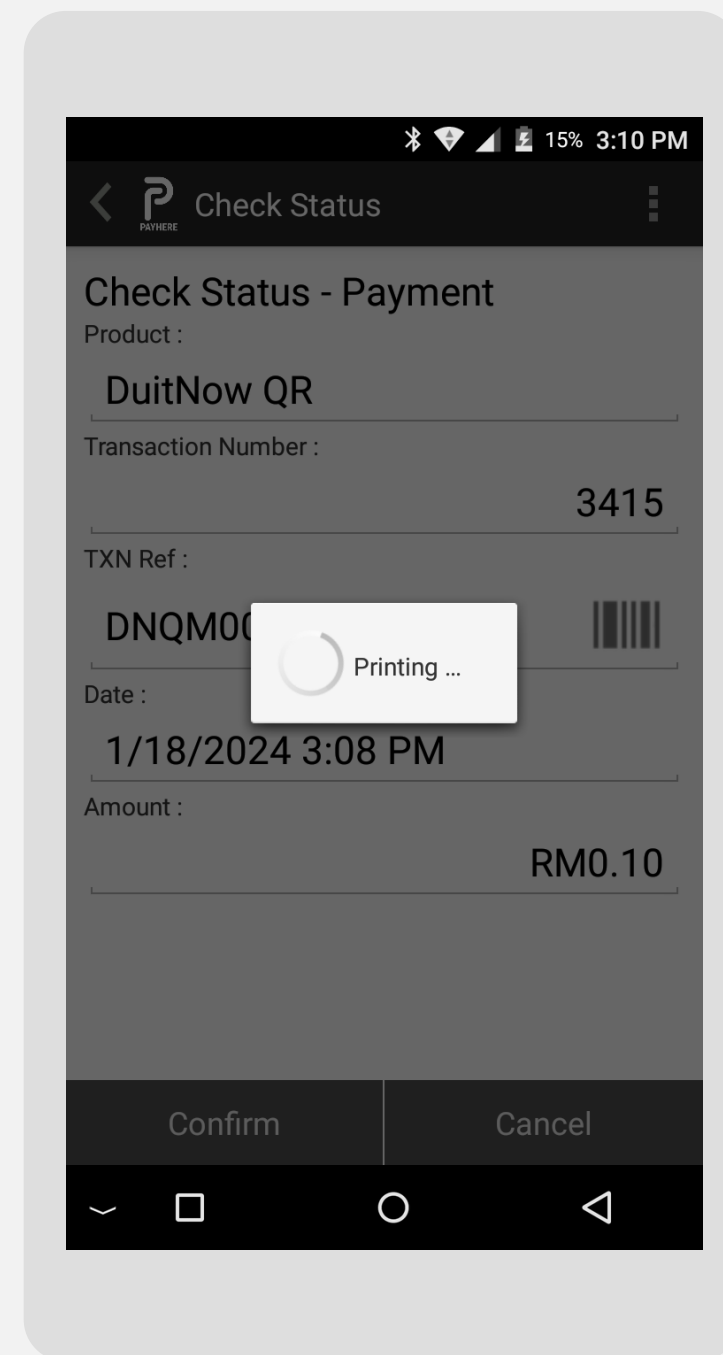 15% 3:10 PM
PAYHERE
Check Status
Check Status - Payment
Product :
DuitNow QR
Transaction Number :
3415
TXN Ref :
Printing ...
Date :
1/18/2024 3:08 PM
Amount :
RM0.10
Confirm
Cancel